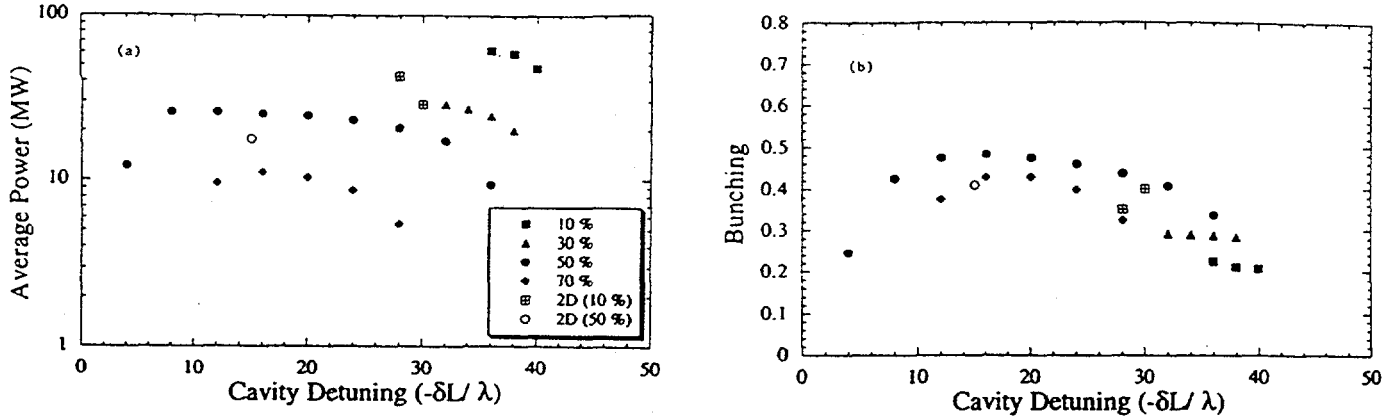 100
(a)
Average Power (MW)
10
1
0 10 20 30 40 50
Cavity Detuning (-δL/ λ)
10 %
30 %
50 %
70 %
2D (10 %)
2D (50 %)
0.8
0.7
0.6
0.5
0.4
0.3
0.2
0.1
0
(b)
Bunching
0 10 20 30 40 50
Cavity Detuning (-δL/ λ)